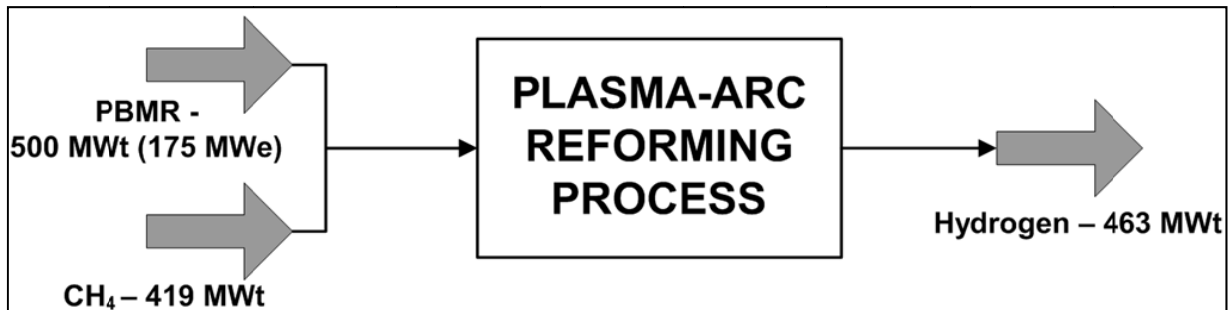 PBMR -
500 MWt (175 MWe)
CH₄ – 419 MWt
PLASMA-ARC
REFORMING
PROCESS
Hydrogen – 463 MWt